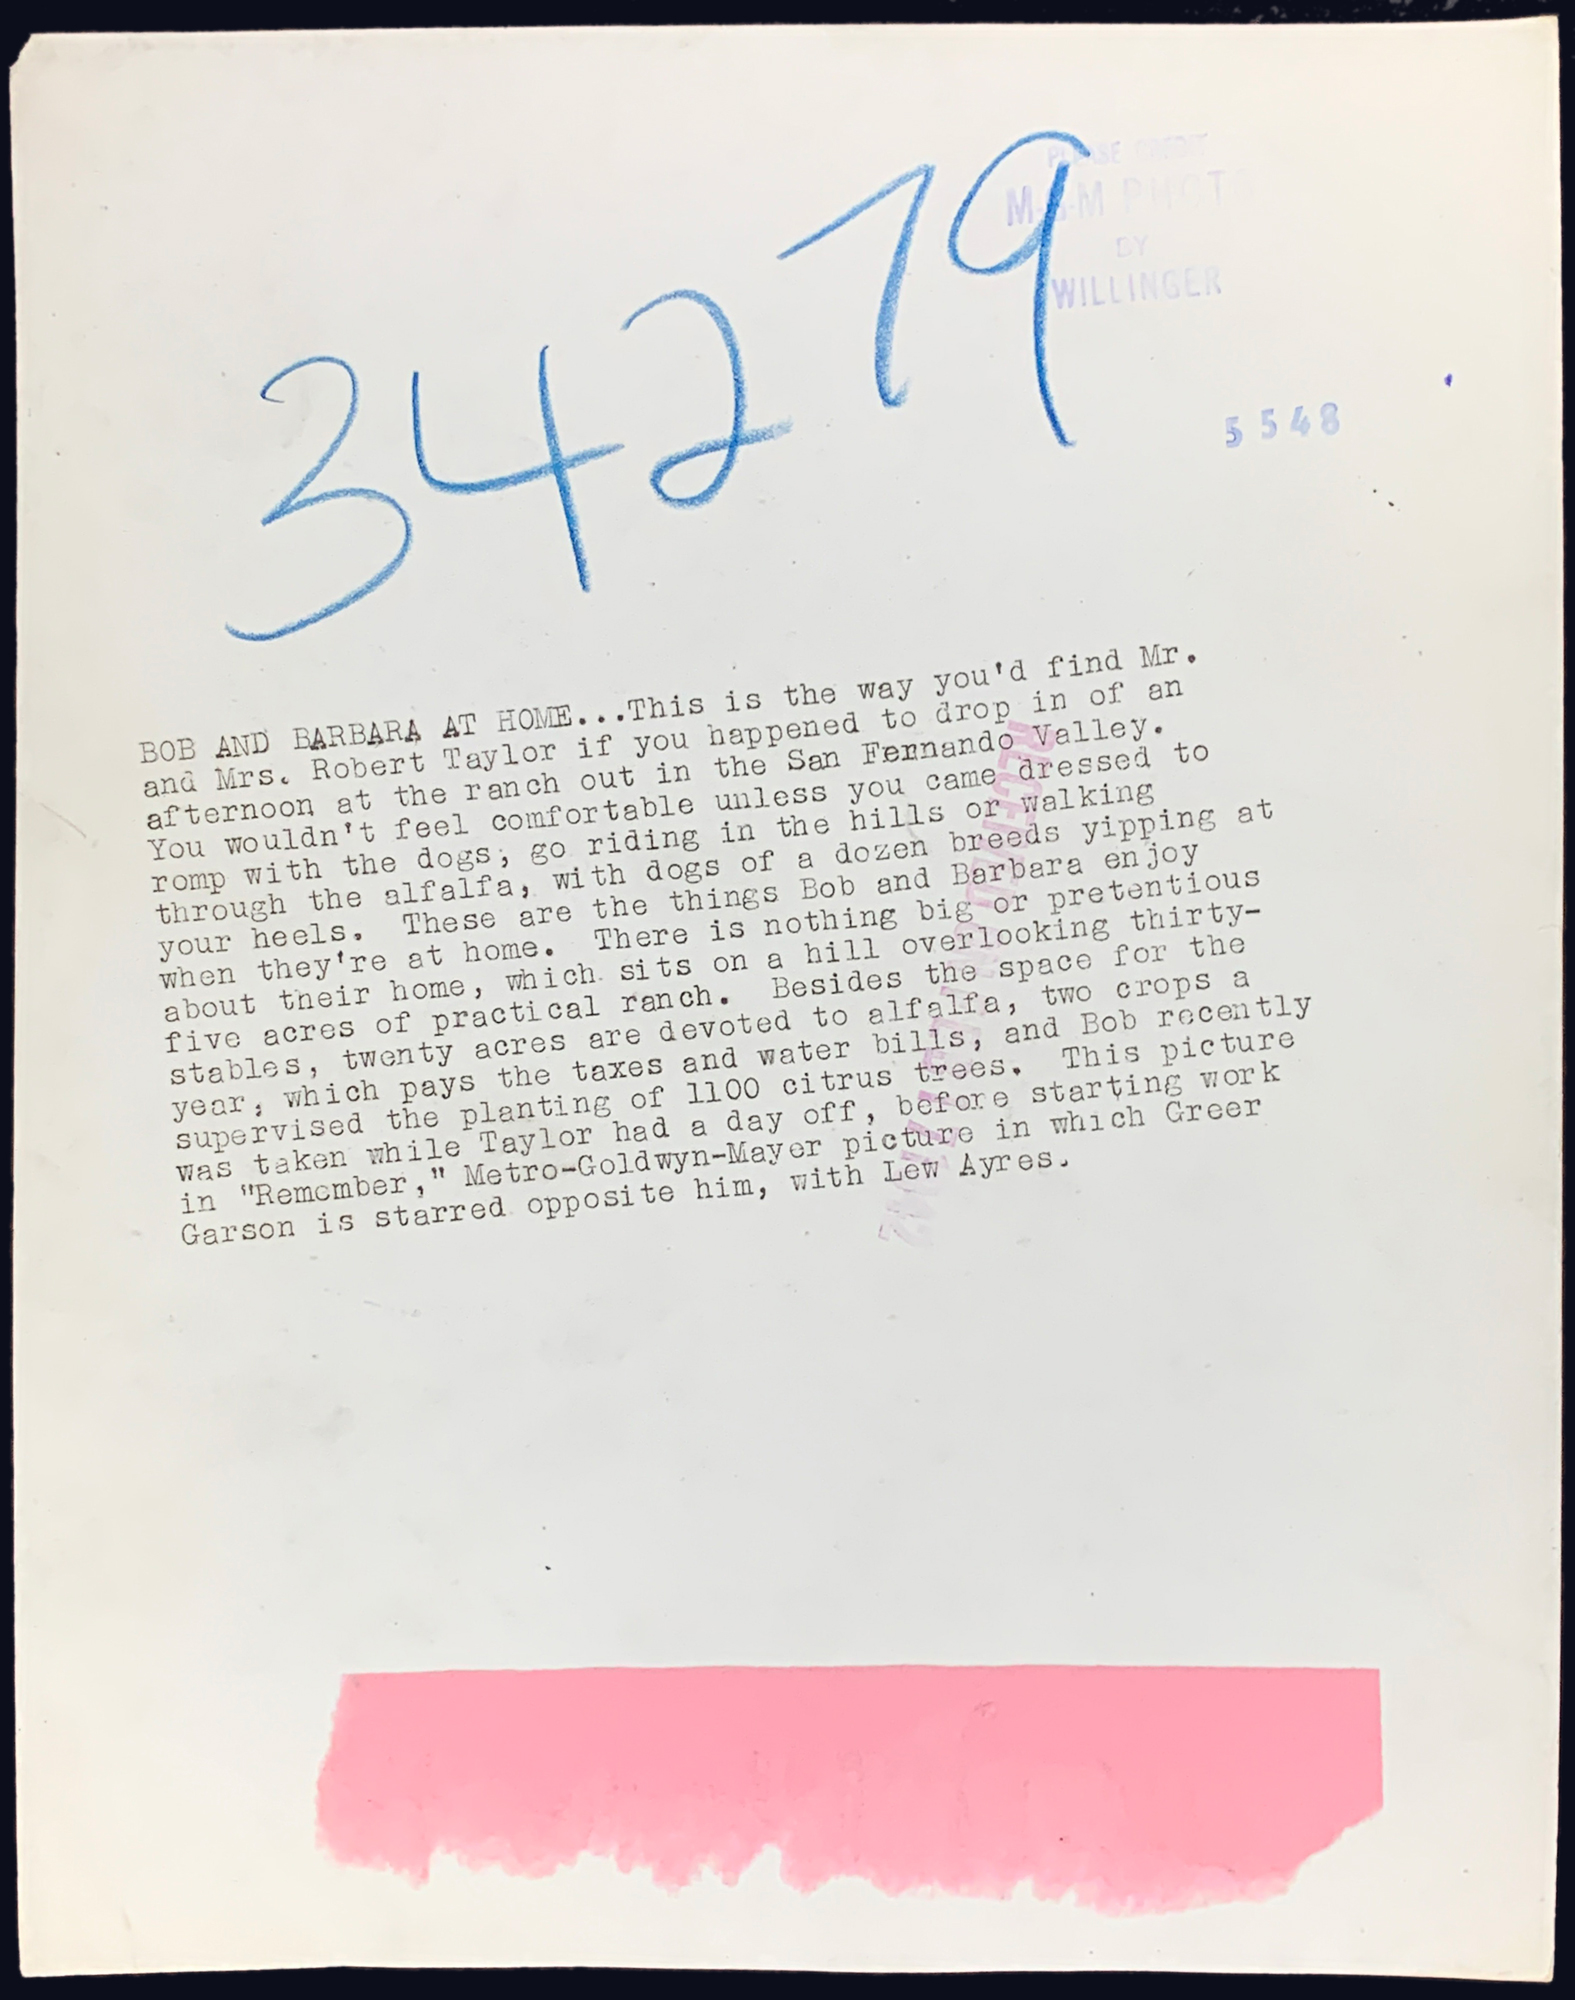 PLEASE CREDIT
M-G-M PHOTO
BY
WILLINGER
34279
5548
BOB AND BARBARA AT HOME...This is the way you'd find Mr.
and Mrs. Robert Taylor if you happened to drop in of an
afternoon at the ranch out in the San Fernando Valley.
You wouldn't feel comfortable unless you came dressed to
romp with the dogs, go riding in the hills or walking
through the alfalfa, with dogs of a dozen breeds yipping at
your heels. These are the things Bob and Barbara enjoy
when they're at home. There is nothing big or pretentious
about their home, which sits on a hill overlooking thirty-
five acres of practical ranch. Besides the space for the
stables, twenty acres are devoted to alfalfa, two crops a
year, which pays the taxes and water bills, and Bob recently
supervised the planting of 1100 citrus trees. This picture
was taken while Taylor had a day off, before starting work
in "Remember," Metro-Goldwyn-Mayer picture in which Greer
Garson is starred opposite him, with Lew Ayres.
RECEIVED